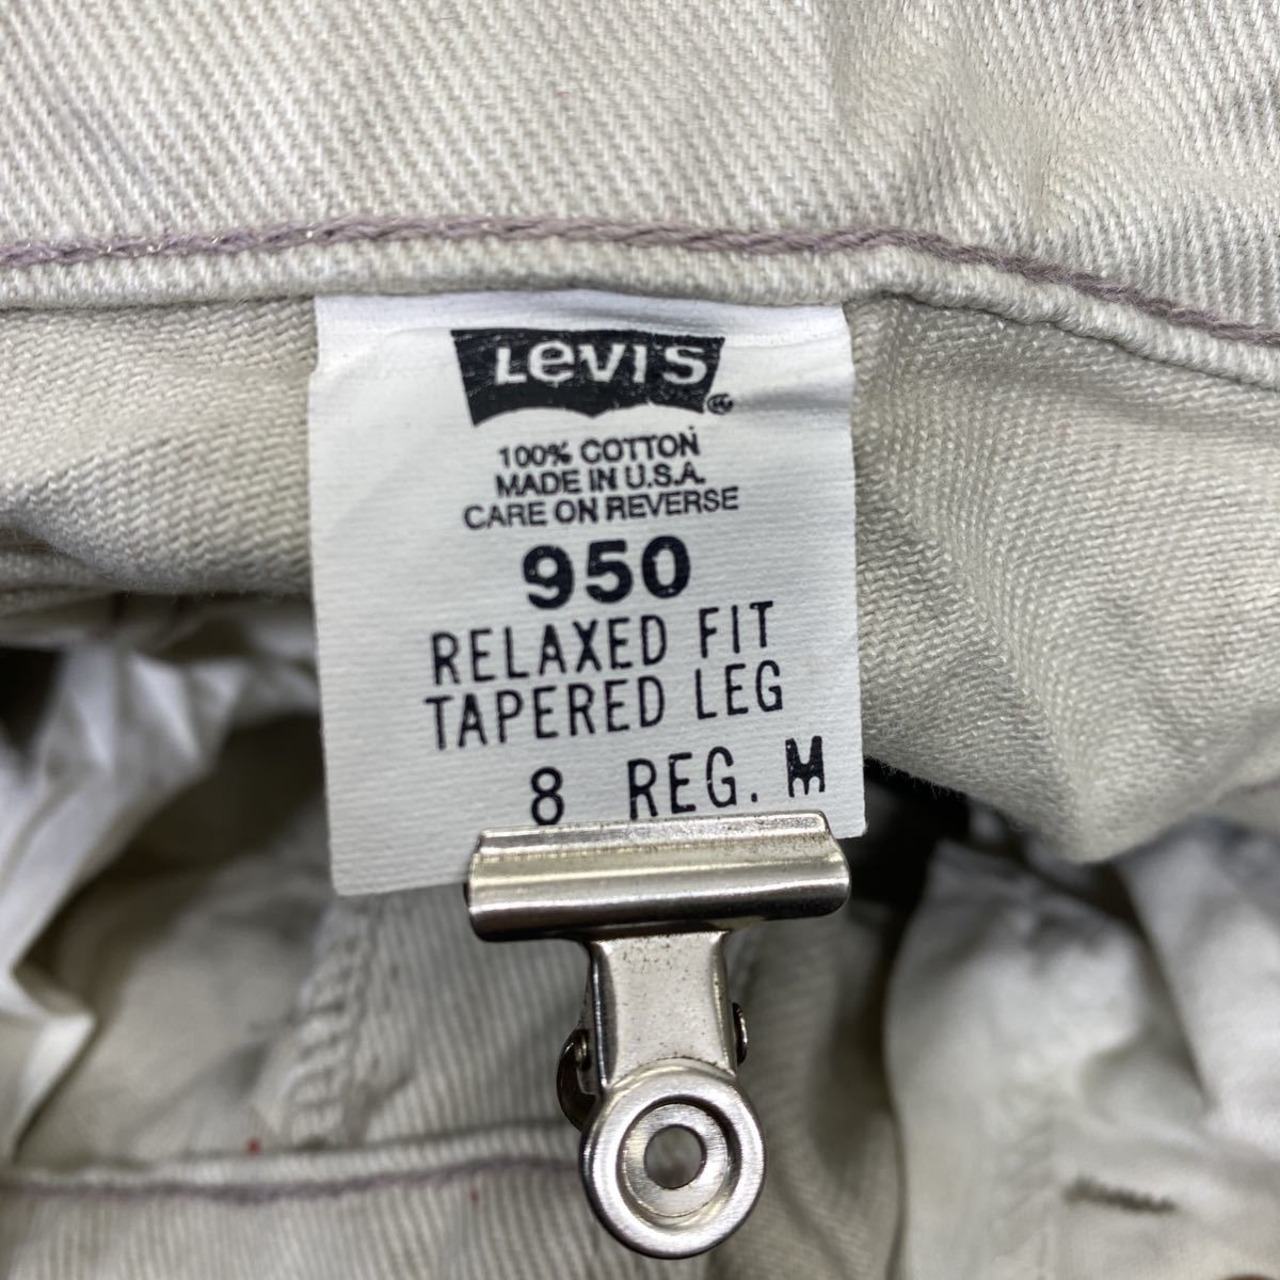 LEVI'S ®
100% COTTON
MADE IN U.S.A.
CARE ON REVERSE
950
RELAXED FIT
TAPERED LEG
8 REG. M